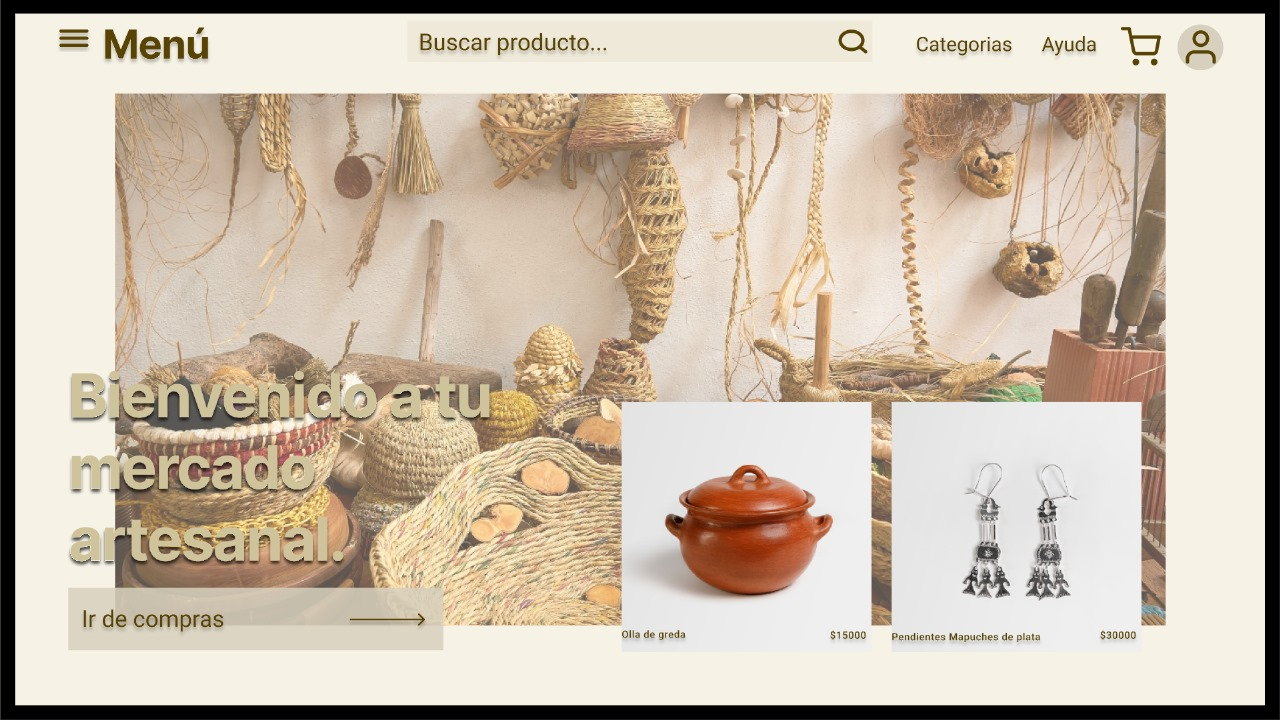 Menú
Buscar producto...
Categorias
Ayuda
Bienvenido a tu
mercado
artesanal.
Ir de compras
Olla de greda
$15000
Pendientes Mapuches de plata
$30000